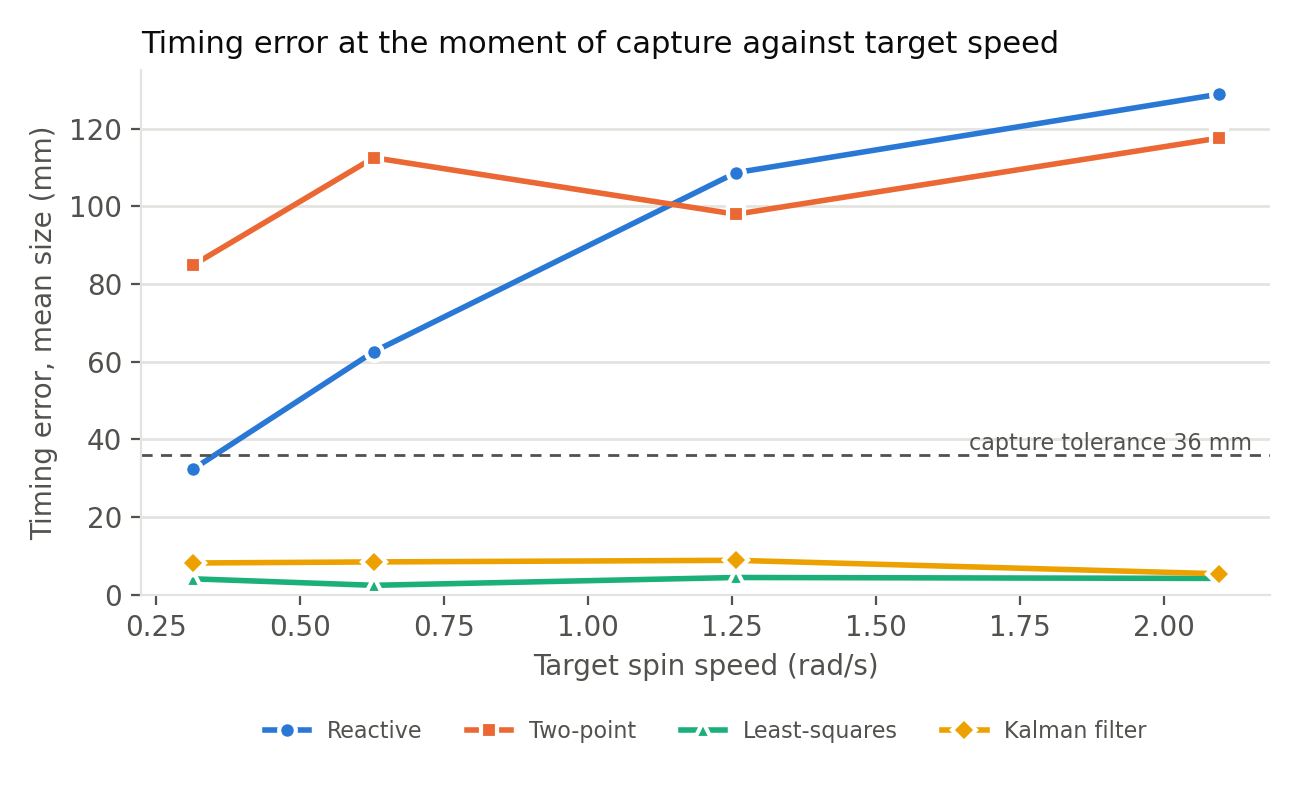 Timing error at the moment of capture against target speed
Timing error, mean size (mm)
120
100
80
60
40
20
0
capture tolerance 36 mm
0.25 0.50 0.75 1.00 1.25 1.50 1.75 2.00
Target spin speed (rad/s)
Reactive Two-point Least-squares Kalman filter